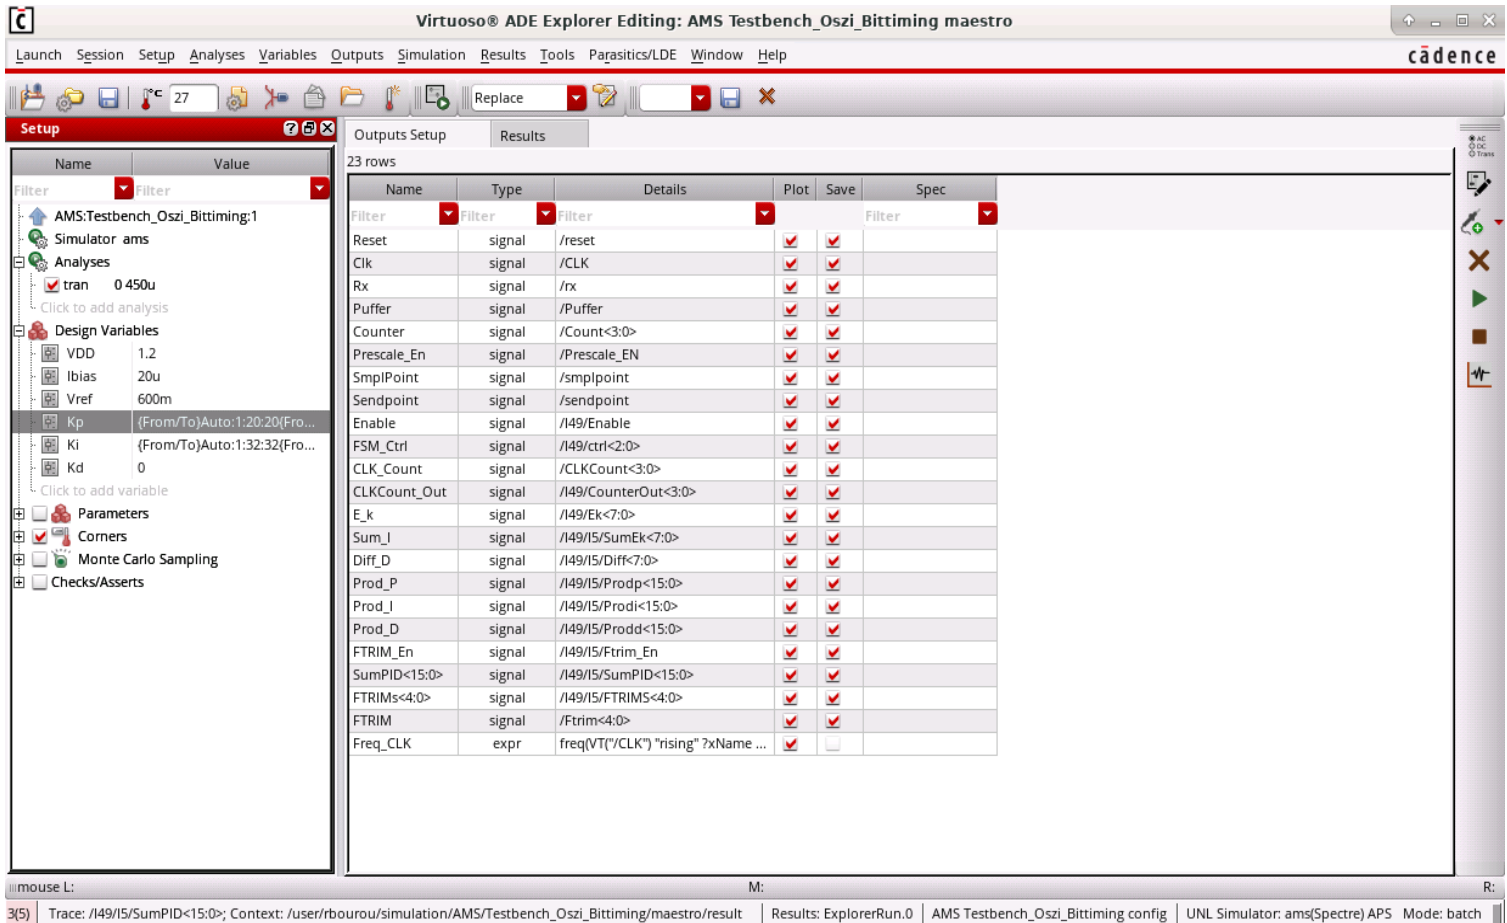 Virtuoso® ADE Explorer Editing: AMS Testbench_Oszi_Bittiming maestro
Launch Session Setup Analyses Variables Outputs Simulation Results Tools Parasitics/LDE Window Help
cādence
°C 27 Replace
Setup
Name Value
Filter Filter
AMS:Testbench_Oszi_Bittiming:1
Simulator ams
Analyses
tran 0 450u
Click to add analysis
Design Variables
VDD 1.2
Ibias 20u
Vref 600m
Kp {From/To}Auto:1:20:20{Fro...
Ki {From/To}Auto:1:32:32{Fro...
Kd 0
Click to add variable
Parameters
Corners
Monte Carlo Sampling
Checks/Asserts
Outputs Setup Results
23 rows
Name Type Details Plot Save Spec
Filter Filter Filter Filter
Reset signal /reset
Clk signal /CLK
Rx signal /rx
Puffer signal /Puffer
Counter signal /Count<3:0>
Prescale_En signal /Prescale_EN
SmplPoint signal /smplpoint
Sendpoint signal /sendpoint
Enable signal /I49/Enable
FSM_Ctrl signal /I49/ctrl<2:0>
CLK_Count signal /CLKCount<3:0>
CLKCount_Out signal /I49/CounterOut<3:0>
E_k signal /I49/Ek<7:0>
Sum_I signal /I49/I5/SumEk<7:0>
Diff_D signal /I49/I5/Diff<7:0>
Prod_P signal /I49/I5/Prodp<15:0>
Prod_I signal /I49/I5/Prodi<15:0>
Prod_D signal /I49/I5/Prodd<15:0>
FTRIM_En signal /I49/I5/Ftrim_En
SumPID<15:0> signal /I49/I5/SumPID<15:0>
FTRIMs<4:0> signal /I49/I5/FTRIMS<4:0>
FTRIM signal /Ftrim<4:0>
Freq_CLK expr freq(VT("/CLK") "rising" ?xName ...
AC
DC
Trans
mouse L: M: R:
3(5) Trace: /I49/I5/SumPID<15:0>; Context: /user/rbourou/simulation/AMS/Testbench_Oszi_Bittiming/maestro/result Results: ExplorerRun.0 AMS Testbench_Oszi_Bittiming config UNL Simulator: ams(Spectre) APS Mode: batch